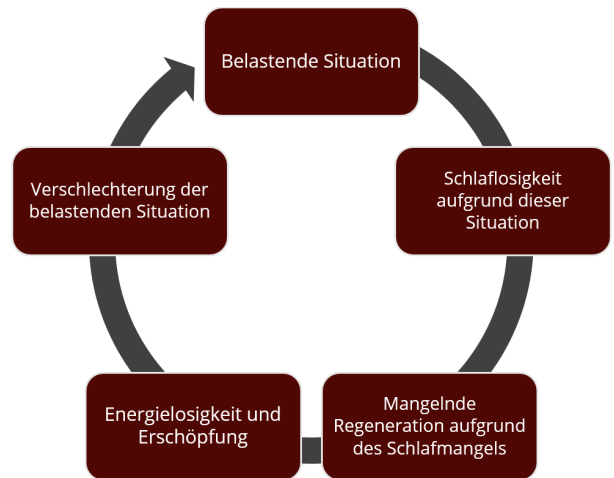 Belastende Situation
Schlaflosigkeit
aufgrund dieser
Situation
Mangelnde
Regeneration aufgrund
des Schlafmangels
Energielosigkeit und
Erschöpfung
Verschlechterung der
belastenden Situation